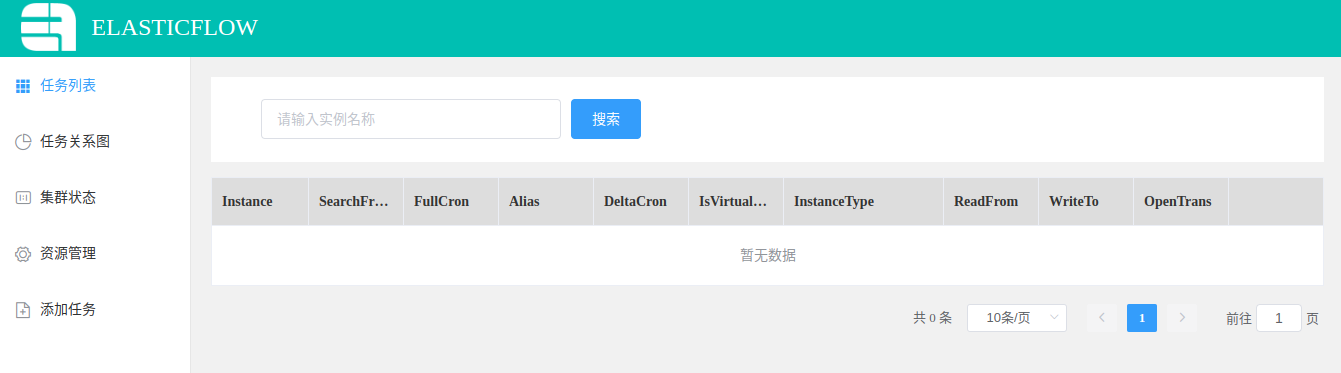 ELASTICFLOW
任务列表
任务关系图
集群状态
资源管理
添加任务
请输入实例名称 搜索
Instance SearchFr… FullCron Alias DeltaCron IsVirtual… InstanceType ReadFrom WriteTo OpenTrans
暂无数据
共 0 条 10条/页 1 前往 1 页